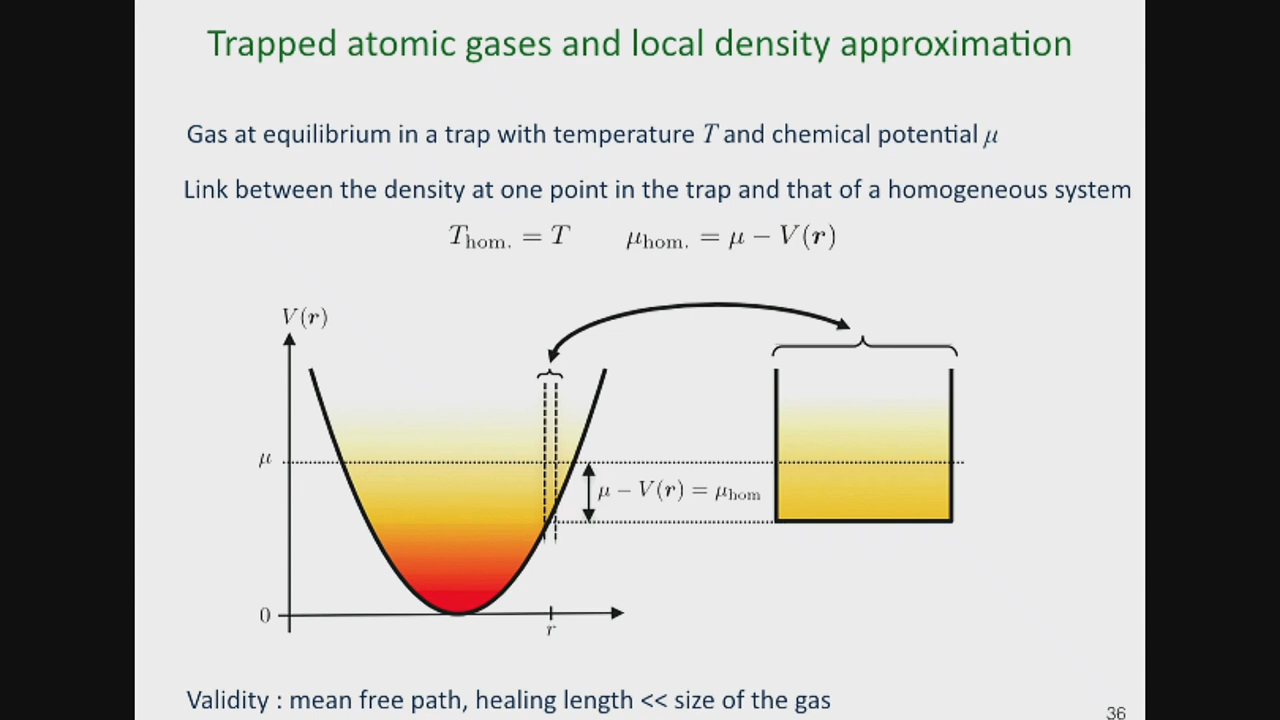 Trapped atomic gases and local density approximation
Gas at equilibrium in a trap with temperature T and chemical potential μ
Link between the density at one point in the trap and that of a homogeneous system
T_hom. = T    μ_hom. = μ − V(r)
V(r)
μ
μ − V(r) = μ_hom
0
r
Validity : mean free path, healing length << size of the gas
36